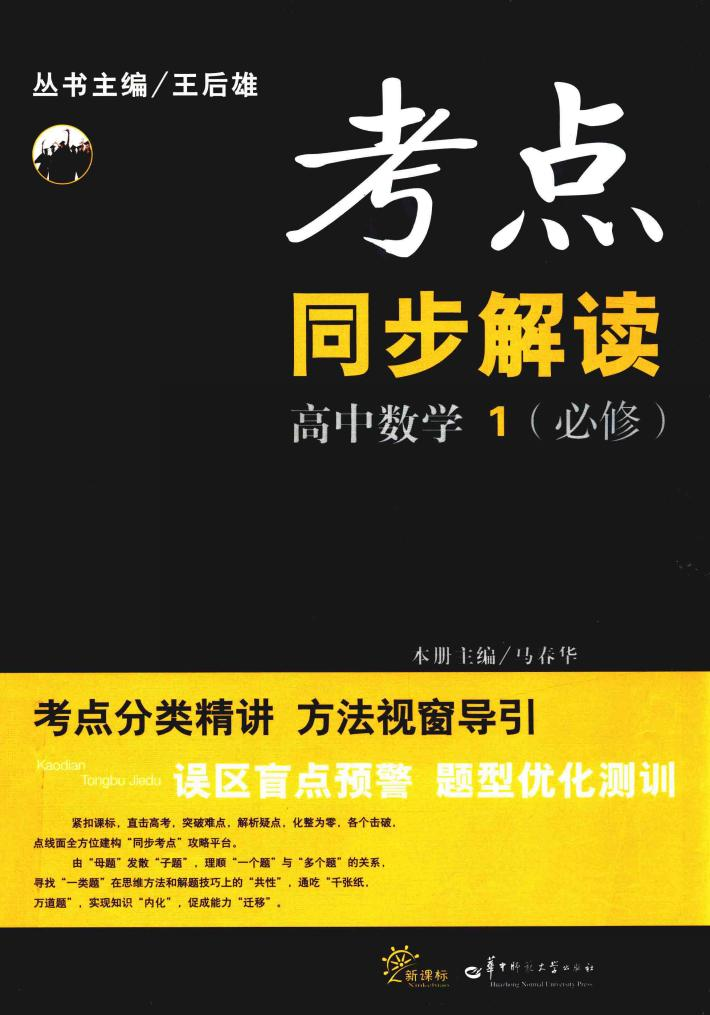 丛书主编/王后雄
考点
同步解读
高中数学 1（必修）
本册主编/马春华
考点分类精讲 方法视窗导引
Kaodian
Tongbu Jiedu
误区盲点预警 题型优化测训
紧扣课标，直击高考，突破难点，解析疑点，化整为零，各个击破，
点线面全方位建构“同步考点”攻略平台。
由“母题”发散“子题”，理顺“一个题”与“多个题”的关系，
寻找“一类题”在思维方法和解题技巧上的“共性”，通吃“千张纸，
万道题”，实现知识“内化”，促成能力“迁移”。
新课标
Xinkebiao
华中师范大学出版社
Huazhong Normal University Press